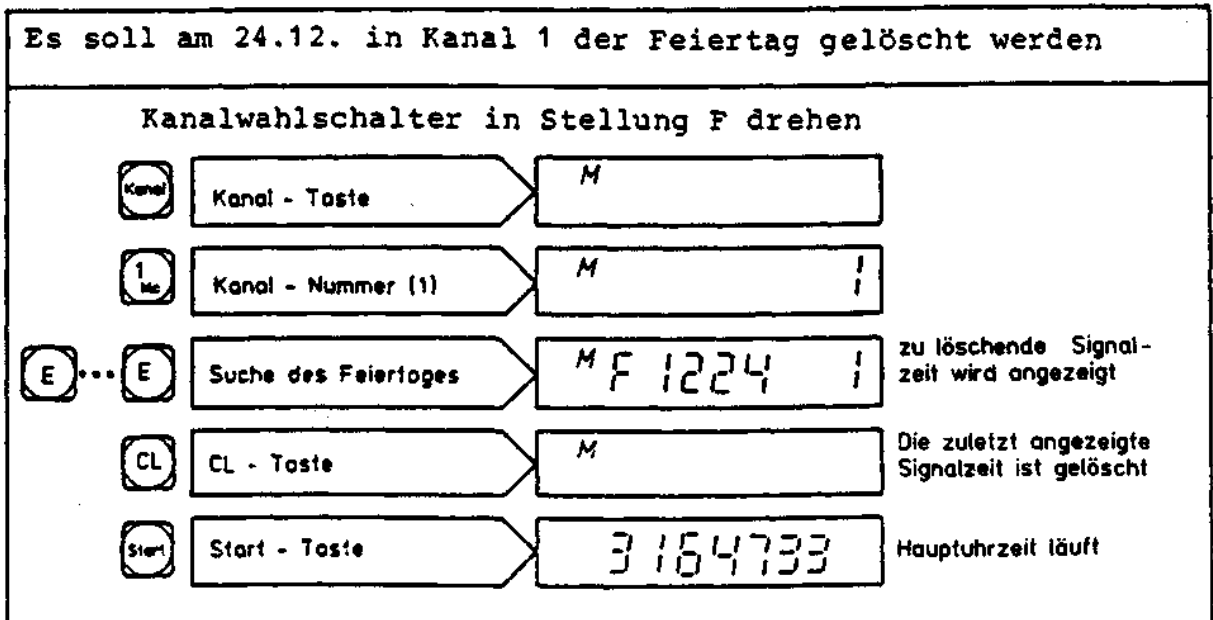 Es soll am 24.12. in Kanal 1 der Feiertag gelöscht werden
Kanalwahlschalter in Stellung F drehen
Kanal Kanal - Taste M
1 Mc Kanal - Nummer (1) M 1
E ... E Suche des Feiertages M F 1224 1 zu löschende Signal-
zeit wird angezeigt
CL CL - Taste M Die zuletzt angezeigte
Signalzeit ist gelöscht
Start Start - Taste 3164733 Hauptuhrzeit läuft